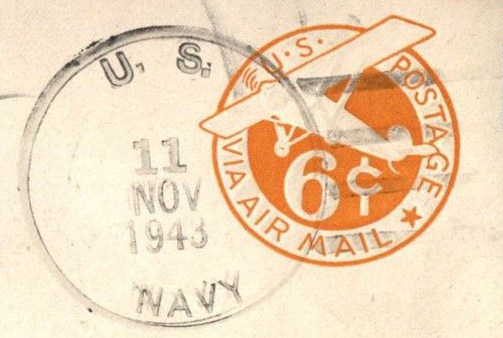 U. S.
11
NOV
1943
NAVY
U.S. POSTAGE
6¢
VIA AIR MAIL